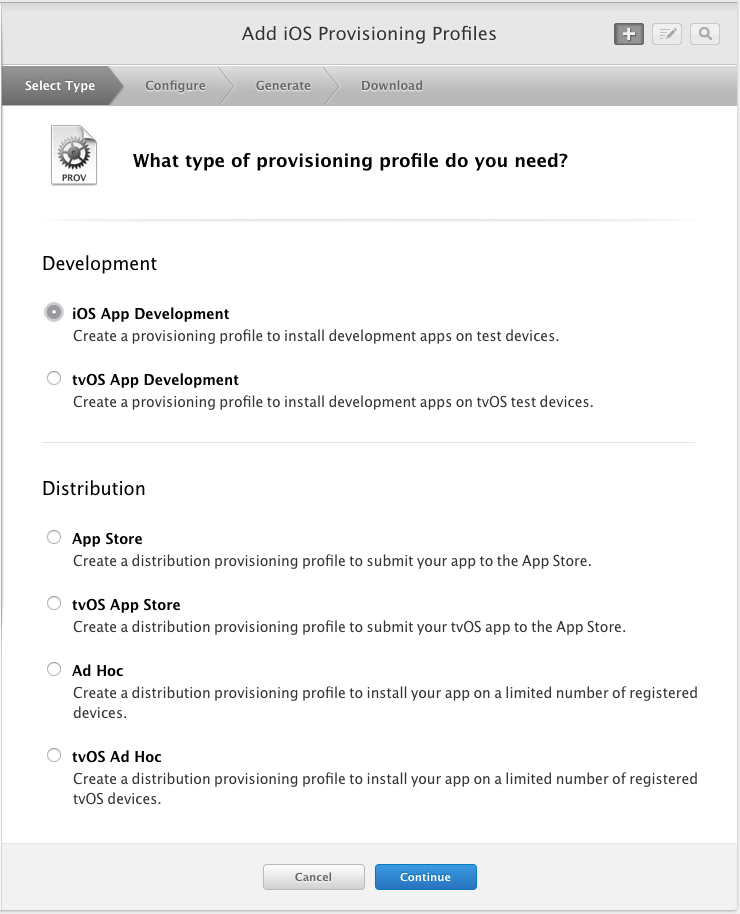 Add iOS Provisioning Profiles
Select Type
Configure
Generate
Download
PROV
What type of provisioning profile do you need?
Development
iOS App Development
Create a provisioning profile to install development apps on test devices.
tvOS App Development
Create a provisioning profile to install development apps on tvOS test devices.
Distribution
App Store
Create a distribution provisioning profile to submit your app to the App Store.
tvOS App Store
Create a distribution provisioning profile to submit your tvOS app to the App Store.
Ad Hoc
Create a distribution provisioning profile to install your app on a limited number of registered
devices.
tvOS Ad Hoc
Create a distribution provisioning profile to install your app on a limited number of registered
tvOS devices.
Cancel
Continue